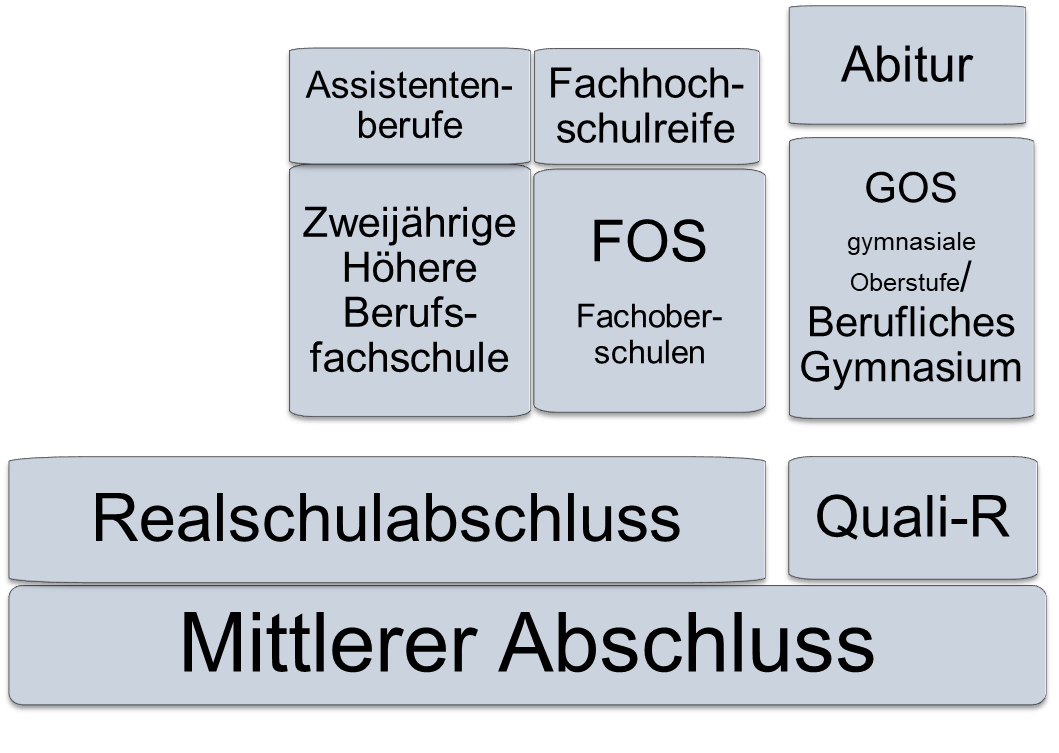 Assistenten-
berufe
Fachhoch-
schulreife
Abitur
Zweijährige
Höhere
Berufs-
fachschule
FOS
Fachober-
schulen
GOS
gymnasiale
Oberstufe/
Berufliches
Gymnasium
Realschulabschluss
Quali-R
Mittlerer Abschluss